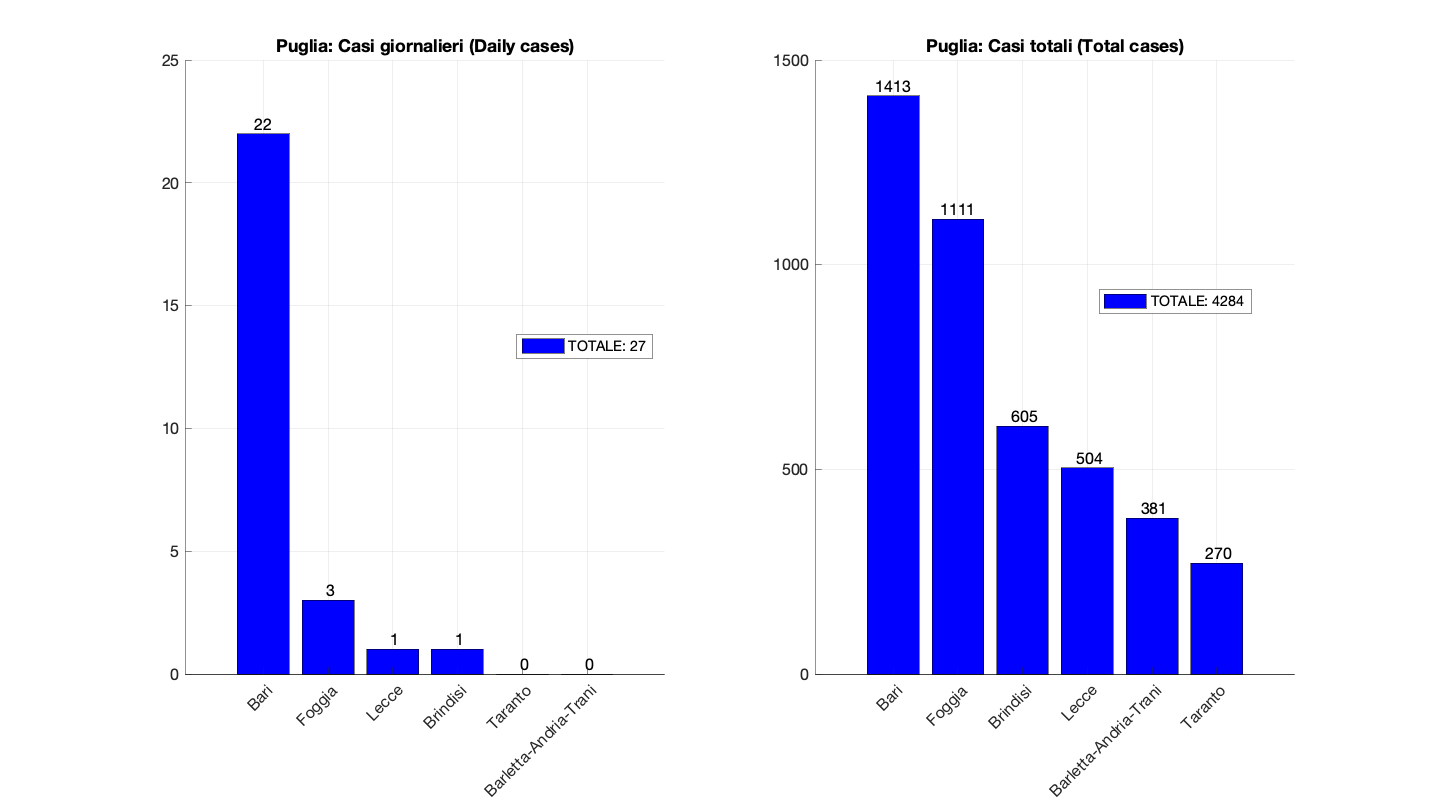 Puglia: Casi giornalieri (Daily cases)
25
20
15
10
5
0
22
3
1
1
0
0
TOTALE: 27
Bari
Foggia
Lecce
Brindisi
Taranto
Barletta-Andria-Trani
Puglia: Casi totali (Total cases)
1500
1000
500
0
1413
1111
605
504
381
270
TOTALE: 4284
Bari
Foggia
Brindisi
Lecce
Barletta-Andria-Trani
Taranto